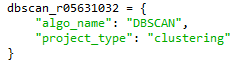 dbscan_r05631032 = {
    "algo_name": "DBSCAN",
    "project_type": "clustering"
}